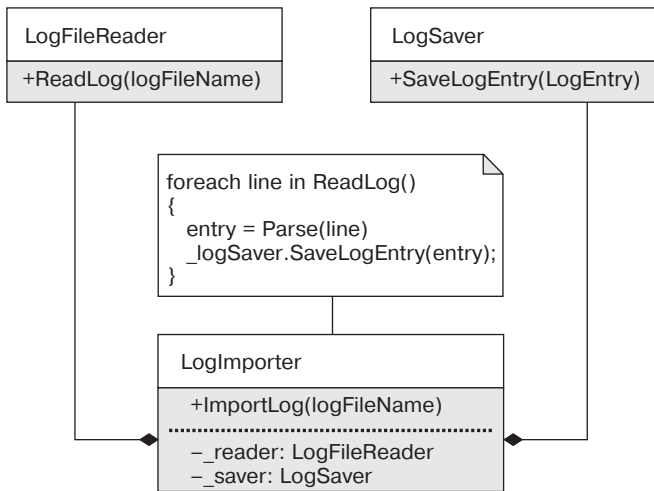 LogFileReader
+ReadLog(logFileName)
LogSaver
+SaveLogEntry(LogEntry)
foreach line in ReadLog()
{
entry = Parse(line)
_logSaver.SaveLogEntry(entry);
}
LogImporter
+ImportLog(logFileName)
–_reader: LogFileReader
–_saver: LogSaver